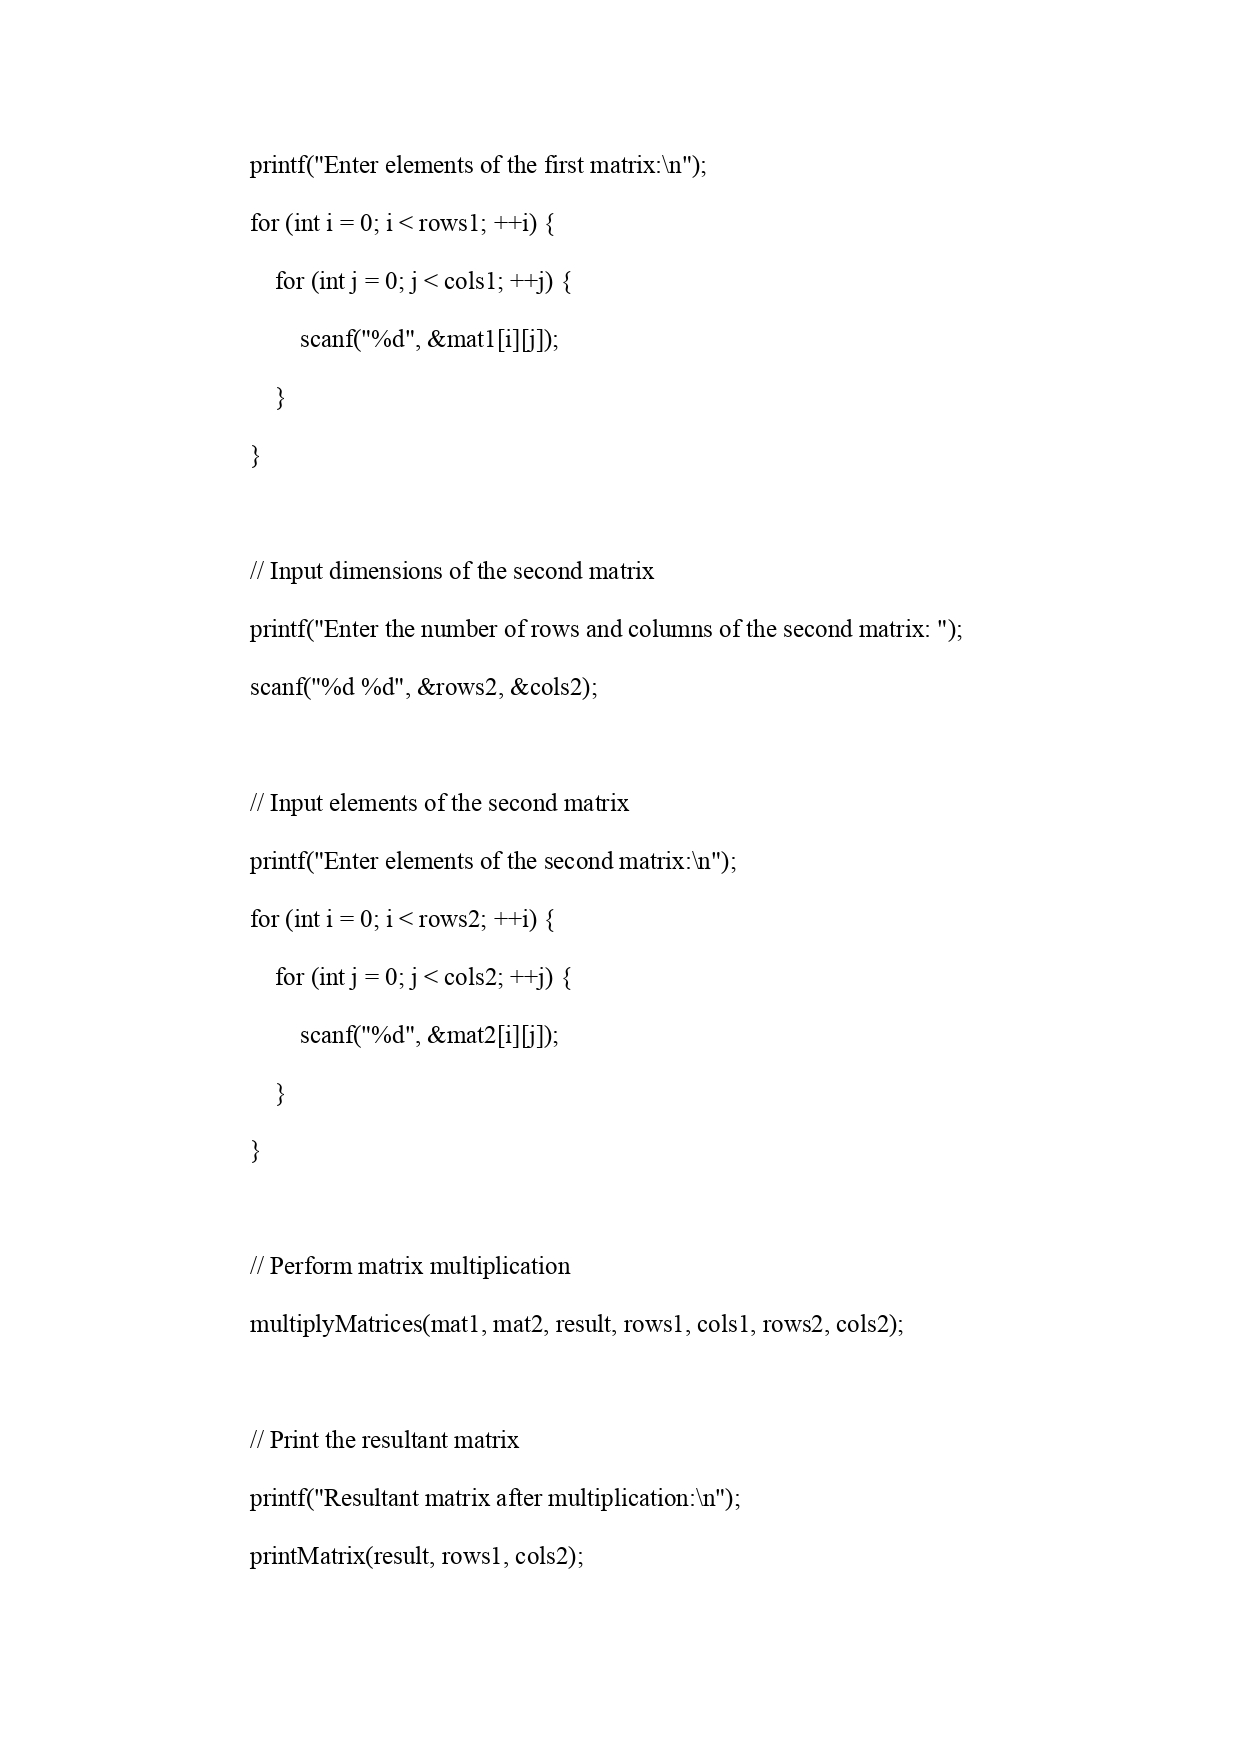 printf("Enter elements of the first matrix:\n");
for (int i = 0; i < rows1; ++i) {
for (int j = 0; j < cols1; ++j) {
scanf("%d", &mat1[i][j]);
}
}
// Input dimensions of the second matrix
printf("Enter the number of rows and columns of the second matrix: ");
scanf("%d %d", &rows2, &cols2);
// Input elements of the second matrix
printf("Enter elements of the second matrix:\n");
for (int i = 0; i < rows2; ++i) {
for (int j = 0; j < cols2; ++j) {
scanf("%d", &mat2[i][j]);
}
}
// Perform matrix multiplication
multiplyMatrices(mat1, mat2, result, rows1, cols1, rows2, cols2);
// Print the resultant matrix
printf("Resultant matrix after multiplication:\n");
printMatrix(result, rows1, cols2);